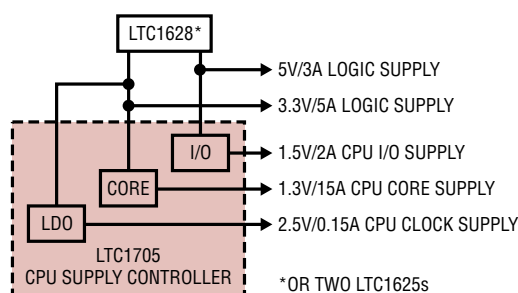 LTC1628*
5V/3A LOGIC SUPPLY
3.3V/5A LOGIC SUPPLY
I/O
1.5V/2A CPU I/O SUPPLY
CORE
1.3V/15A CPU CORE SUPPLY
LDO
2.5V/0.15A CPU CLOCK SUPPLY
LTC1705
CPU SUPPLY CONTROLLER
*OR TWO LTC1625s